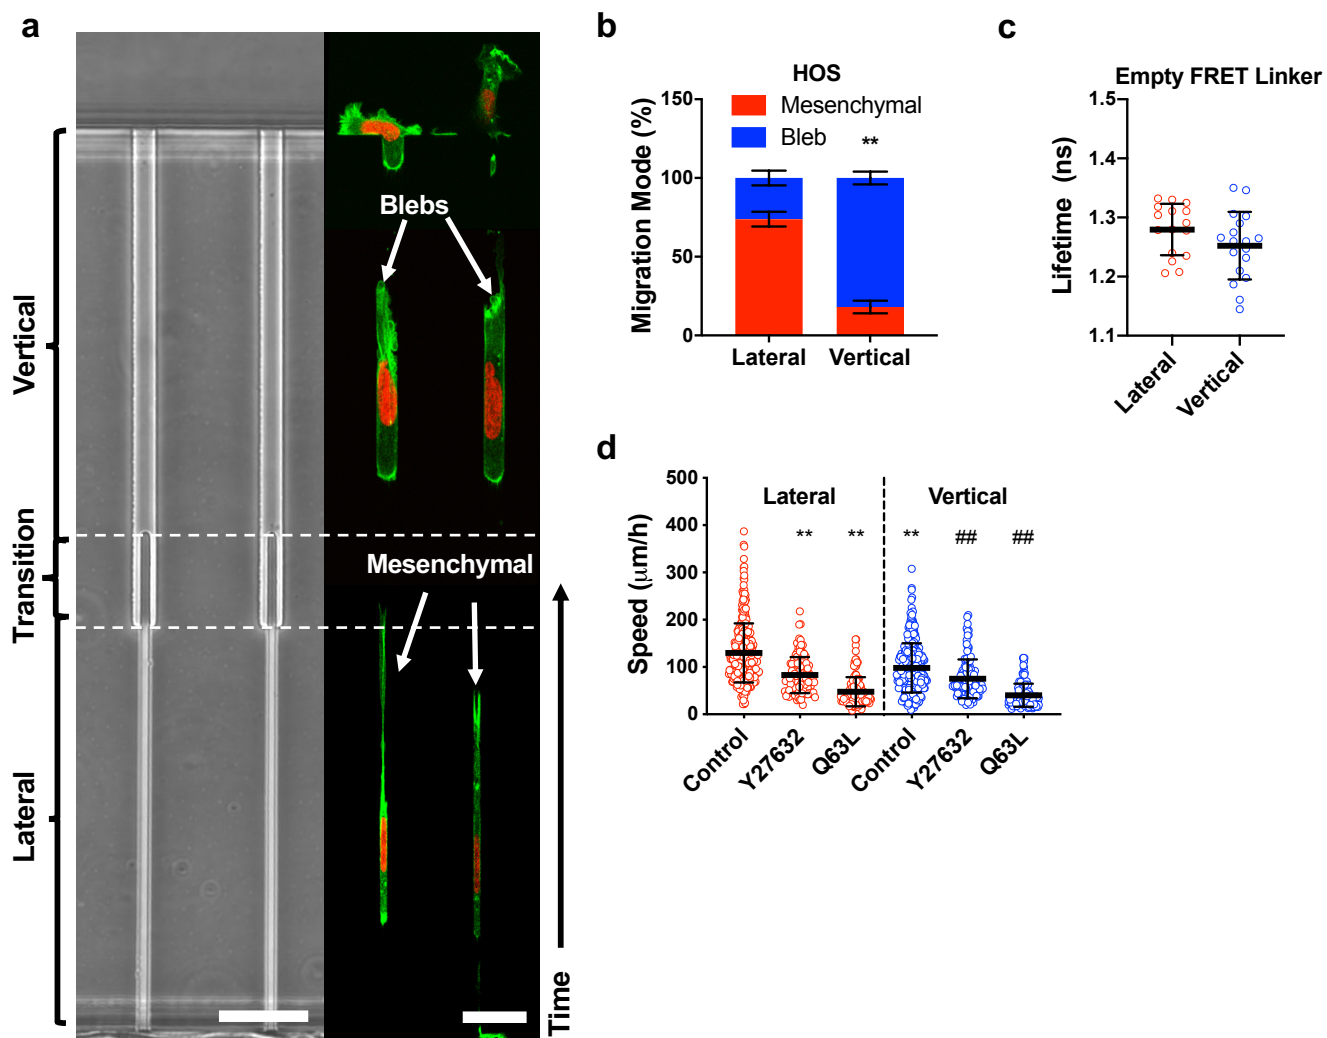 a
Vertical
Transition
Lateral
Blebs
Mesenchymal
Time
b
HOS
Mesenchymal
Bleb
**
Migration Mode (%)
150
100
50
0
Lateral
Vertical
c
Empty FRET Linker
Lifetime (ns)
1.5
1.4
1.3
1.2
1.1
Lateral
Vertical
d
Speed (μm/h)
500
400
300
200
100
0
Lateral
Vertical
** ** ** ## ##
Control
Y27632
Q63L
Control
Y27632
Q63L